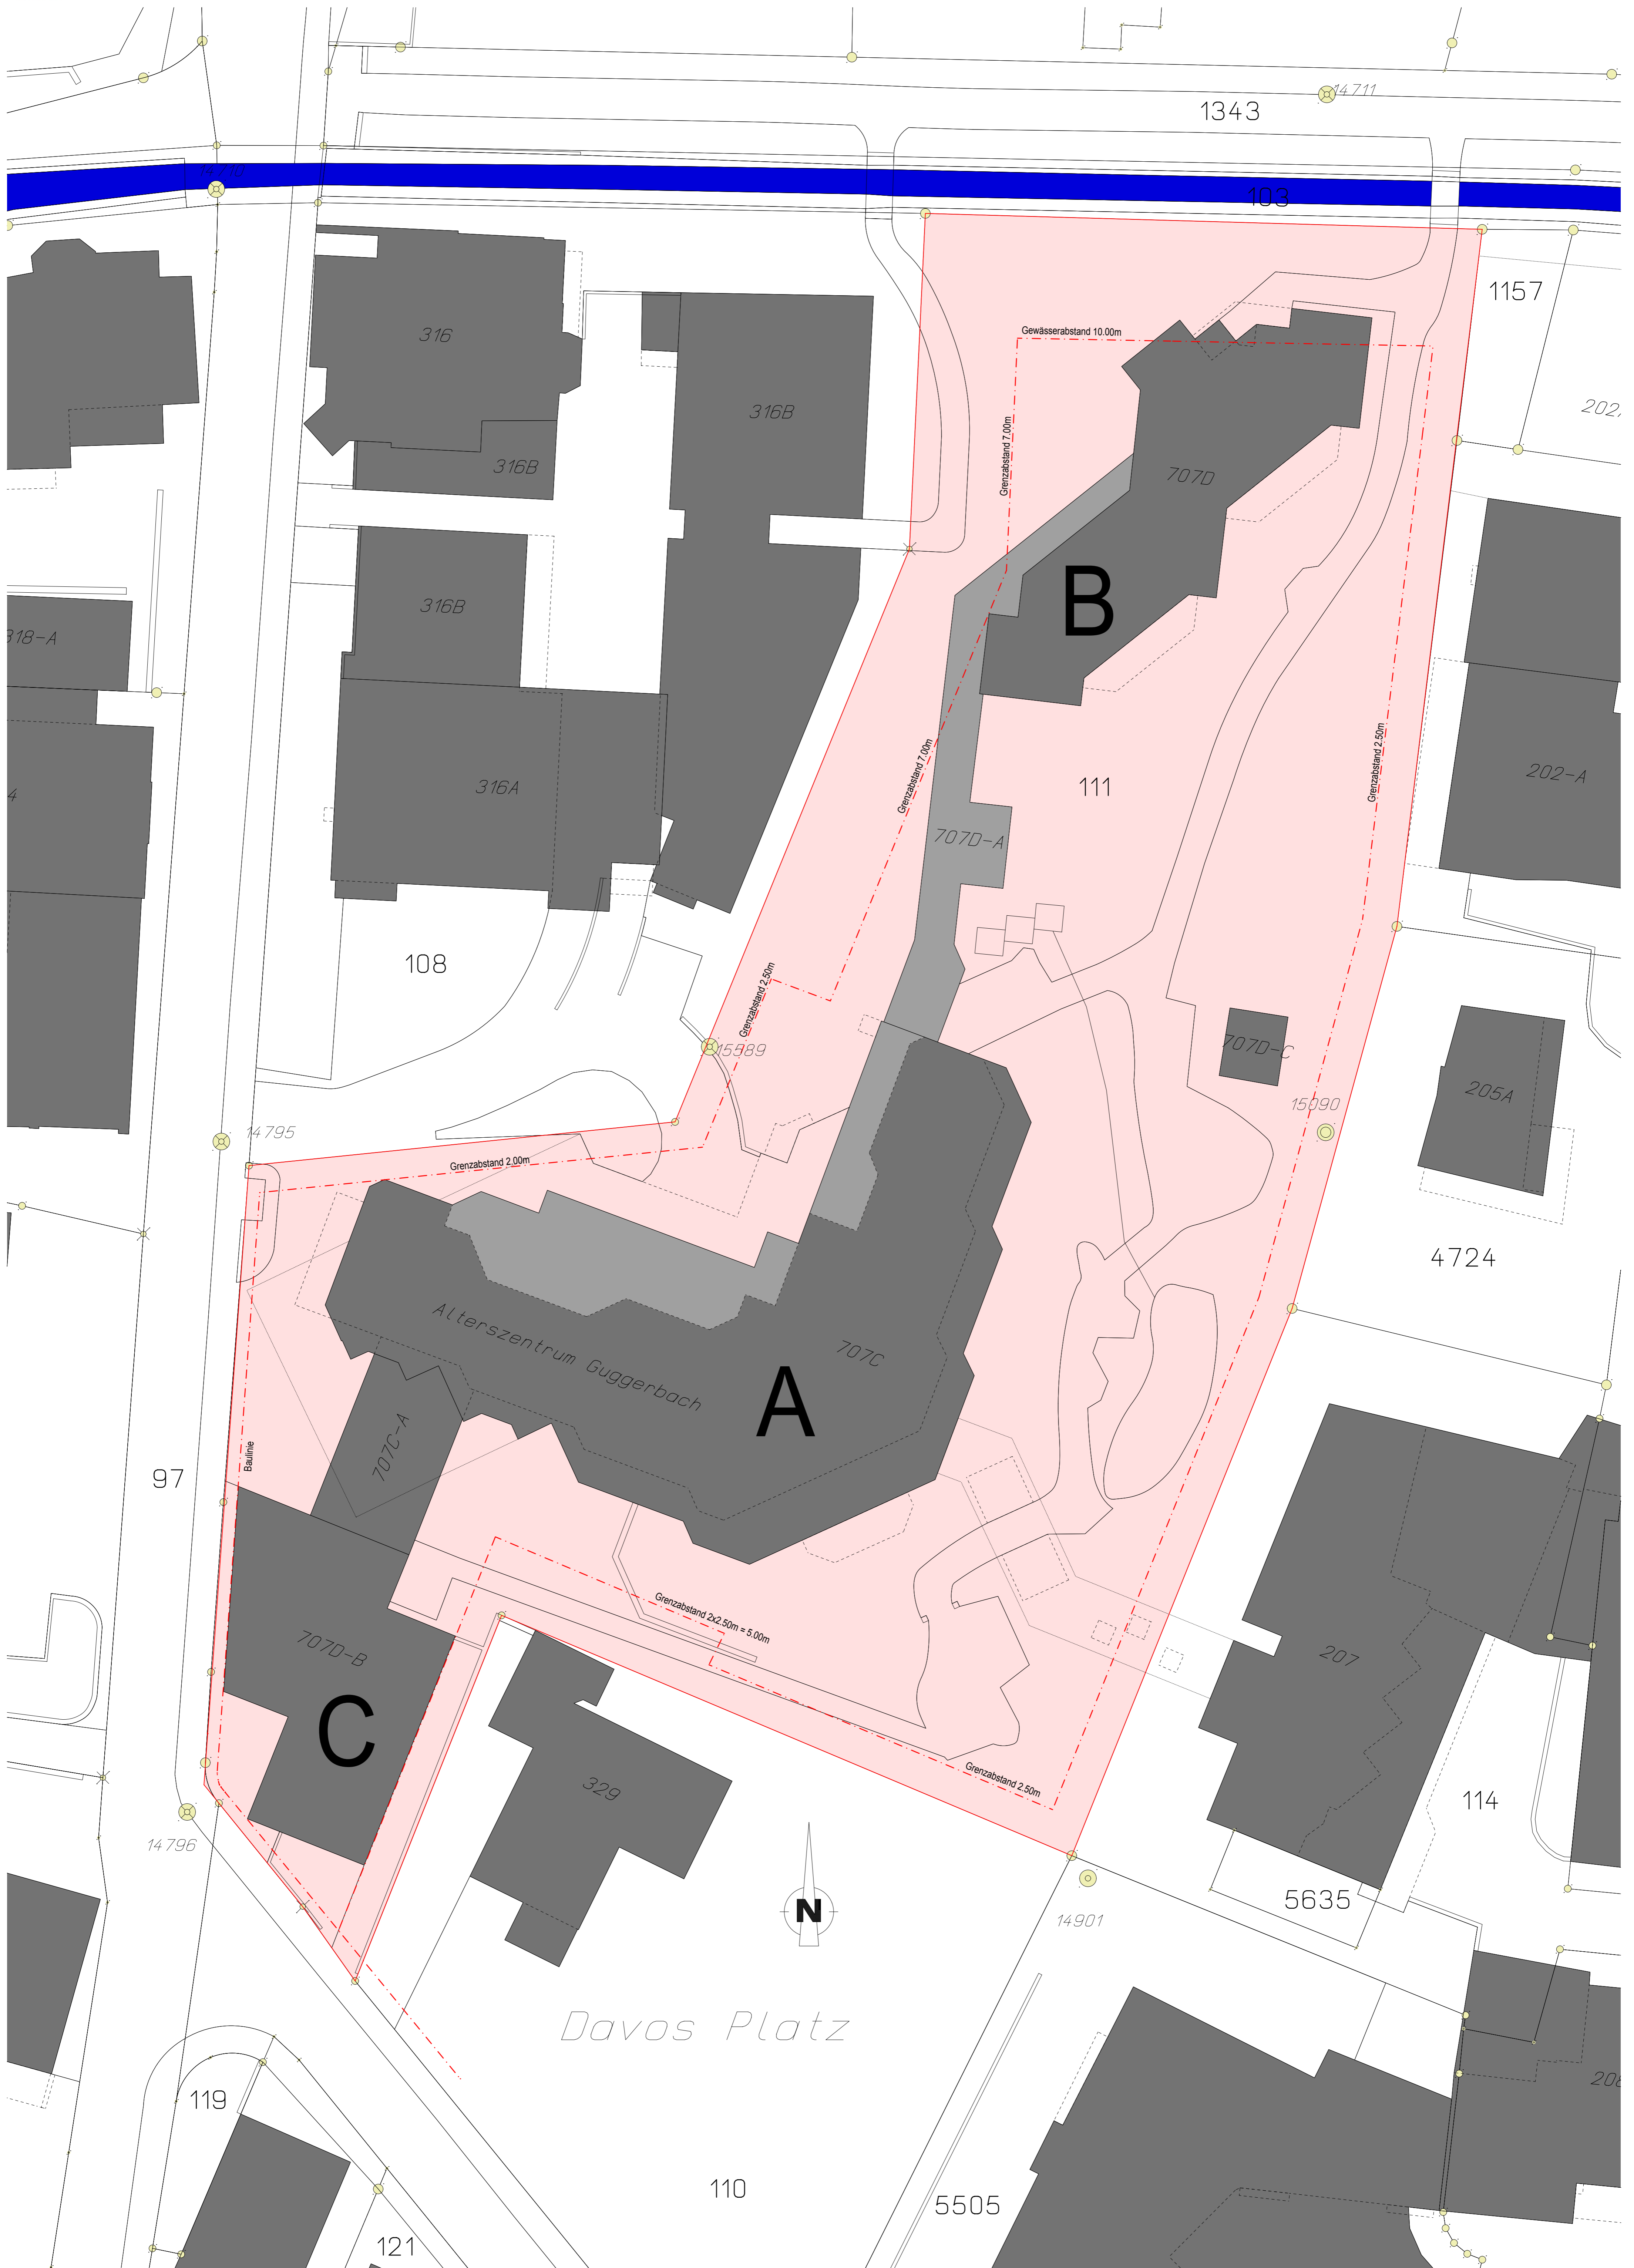 14711
1343
14710
103
1157
316
Gewässerabstand 10.00m
316B
202
Grenzabstand 7.00m
316B
707D
B
316B
318-A
Grenzabstand 7.00m
Grenzabstand 2.50m
202-A
316A
111
4
707D-A
108
Grenzabstand 2.50m
15589
707D-C
205A
15090
14795
Grenzabstand 2.00m
4724
Alterszentrum Guggerbach
707C
A
707C-A
Baulinie
97
Grenzabstand 2x2.50m = 5.00m
707D-B
207
C
329
Grenzabstand 2.50m
114
14796
5635
N
14901
Davos Platz
208
119
110
5505
121